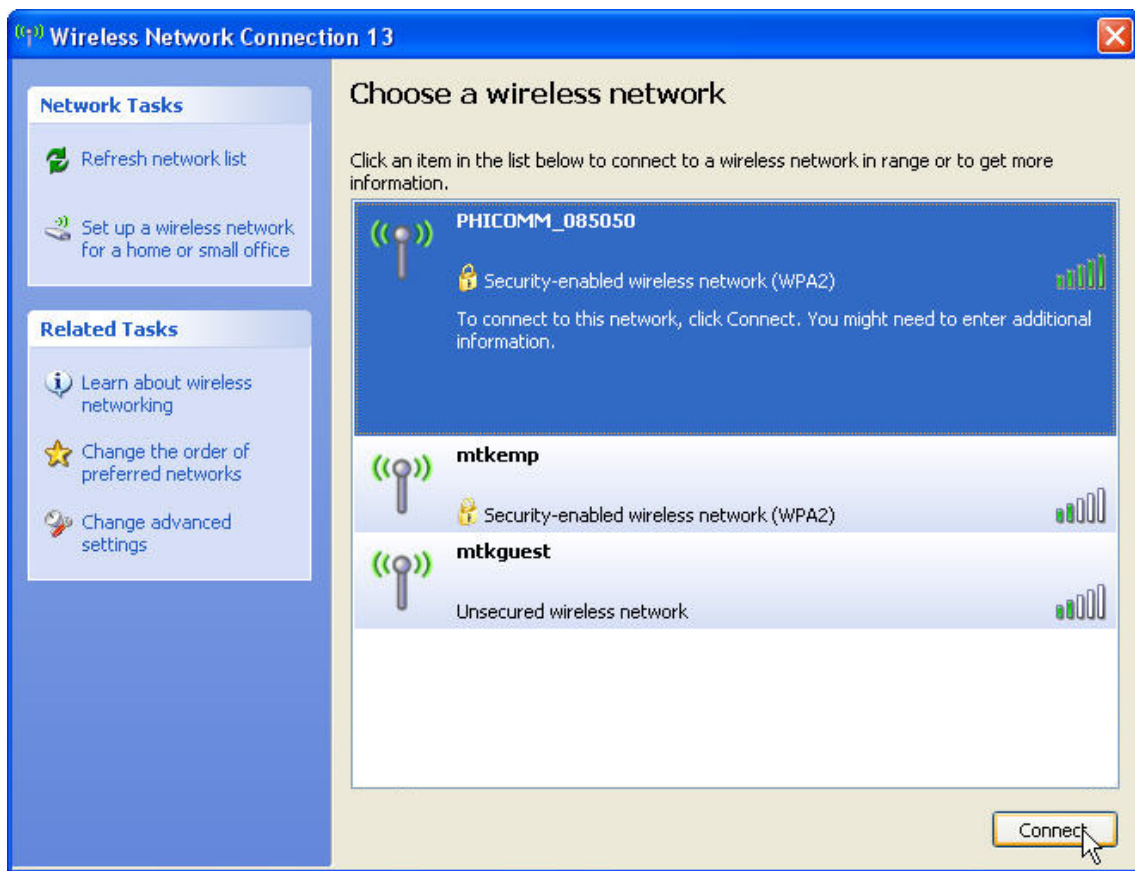 Wireless Network Connection 13
Network Tasks
Refresh network list
Set up a wireless network
for a home or small office
Related Tasks
Learn about wireless
networking
Change the order of
preferred networks
Change advanced
settings
Choose a wireless network
Click an item in the list below to connect to a wireless network in range or to get more
information.
PHICOMM_085050
Security-enabled wireless network (WPA2)
To connect to this network, click Connect. You might need to enter additional
information.
mtkemp
Security-enabled wireless network (WPA2)
mtkguest
Unsecured wireless network
Connect